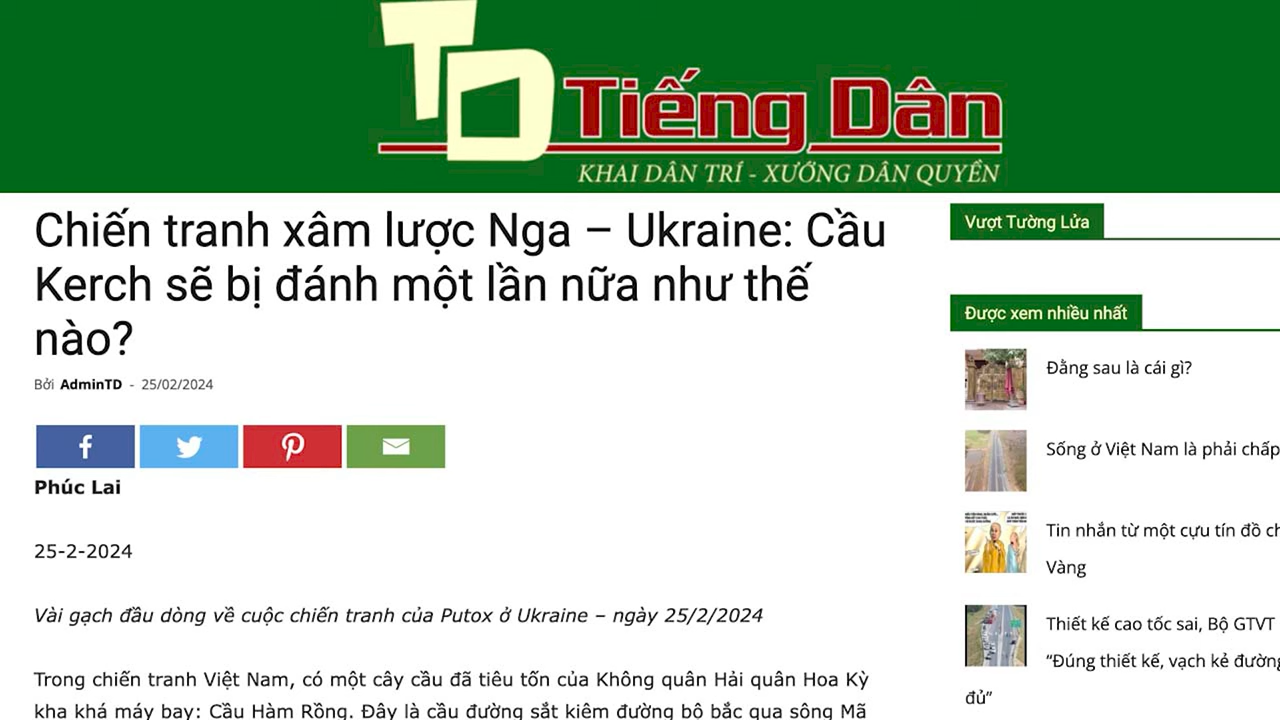 TD Tiếng Dân
KHAI DÂN TRÍ - XƯỚNG DÂN QUYỀN
Chiến tranh xâm lược Nga – Ukraine: Cầu
Kerch sẽ bị đánh một lần nữa như thế
nào?
Bởi AdminTD - 25/02/2024
Phúc Lai
25-2-2024
Vài gạch đầu dòng về cuộc chiến tranh của Putox ở Ukraine – ngày 25/2/2024
Trong chiến tranh Việt Nam, có một cây cầu đã tiêu tốn của Không quân Hải quân Hoa Kỳ
kha khá máy bay: Cầu Hàm Rồng. Đây là cầu đường sắt kiêm đường bộ bắc qua sông Mã
Vượt Tường Lửa
Được xem nhiều nhất
Đằng sau là cái gì?
Sống ở Việt Nam là phải chấp
Tin nhắn từ một cựu tín đồ ch
Vàng
Thiết kế cao tốc sai, Bộ GTVT
“Đúng thiết kế, vạch kẻ đường
đủ”